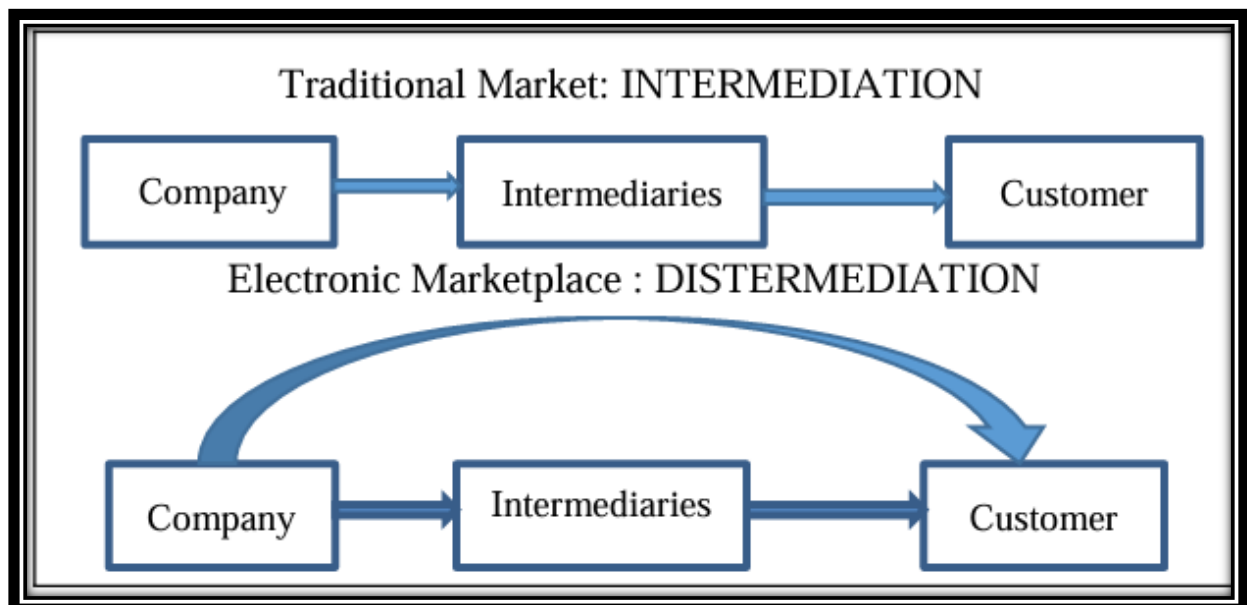 Traditional Market: INTERMEDIATION
Company
Intermediaries
Customer
Electronic Marketplace : DISTERMEDIATION
Company
Intermediaries
Customer